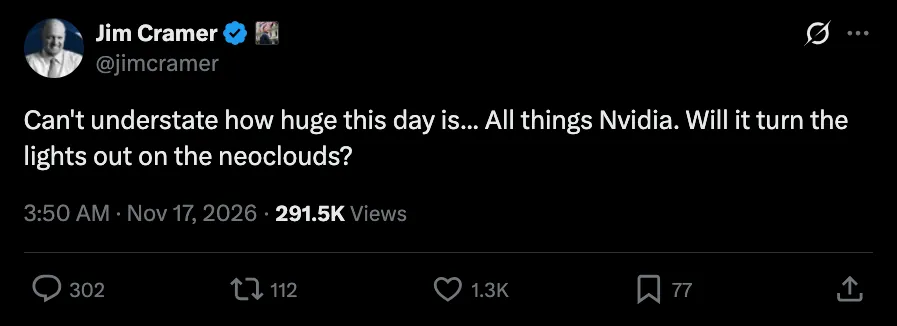 Jim Cramer
@jimcramer
Can't understate how huge this day is... All things Nvidia. Will it turn the
lights out on the neoclouds?
3:50 AM · Nov 17, 2026 · 291.5K Views
302 112 1.3K 77